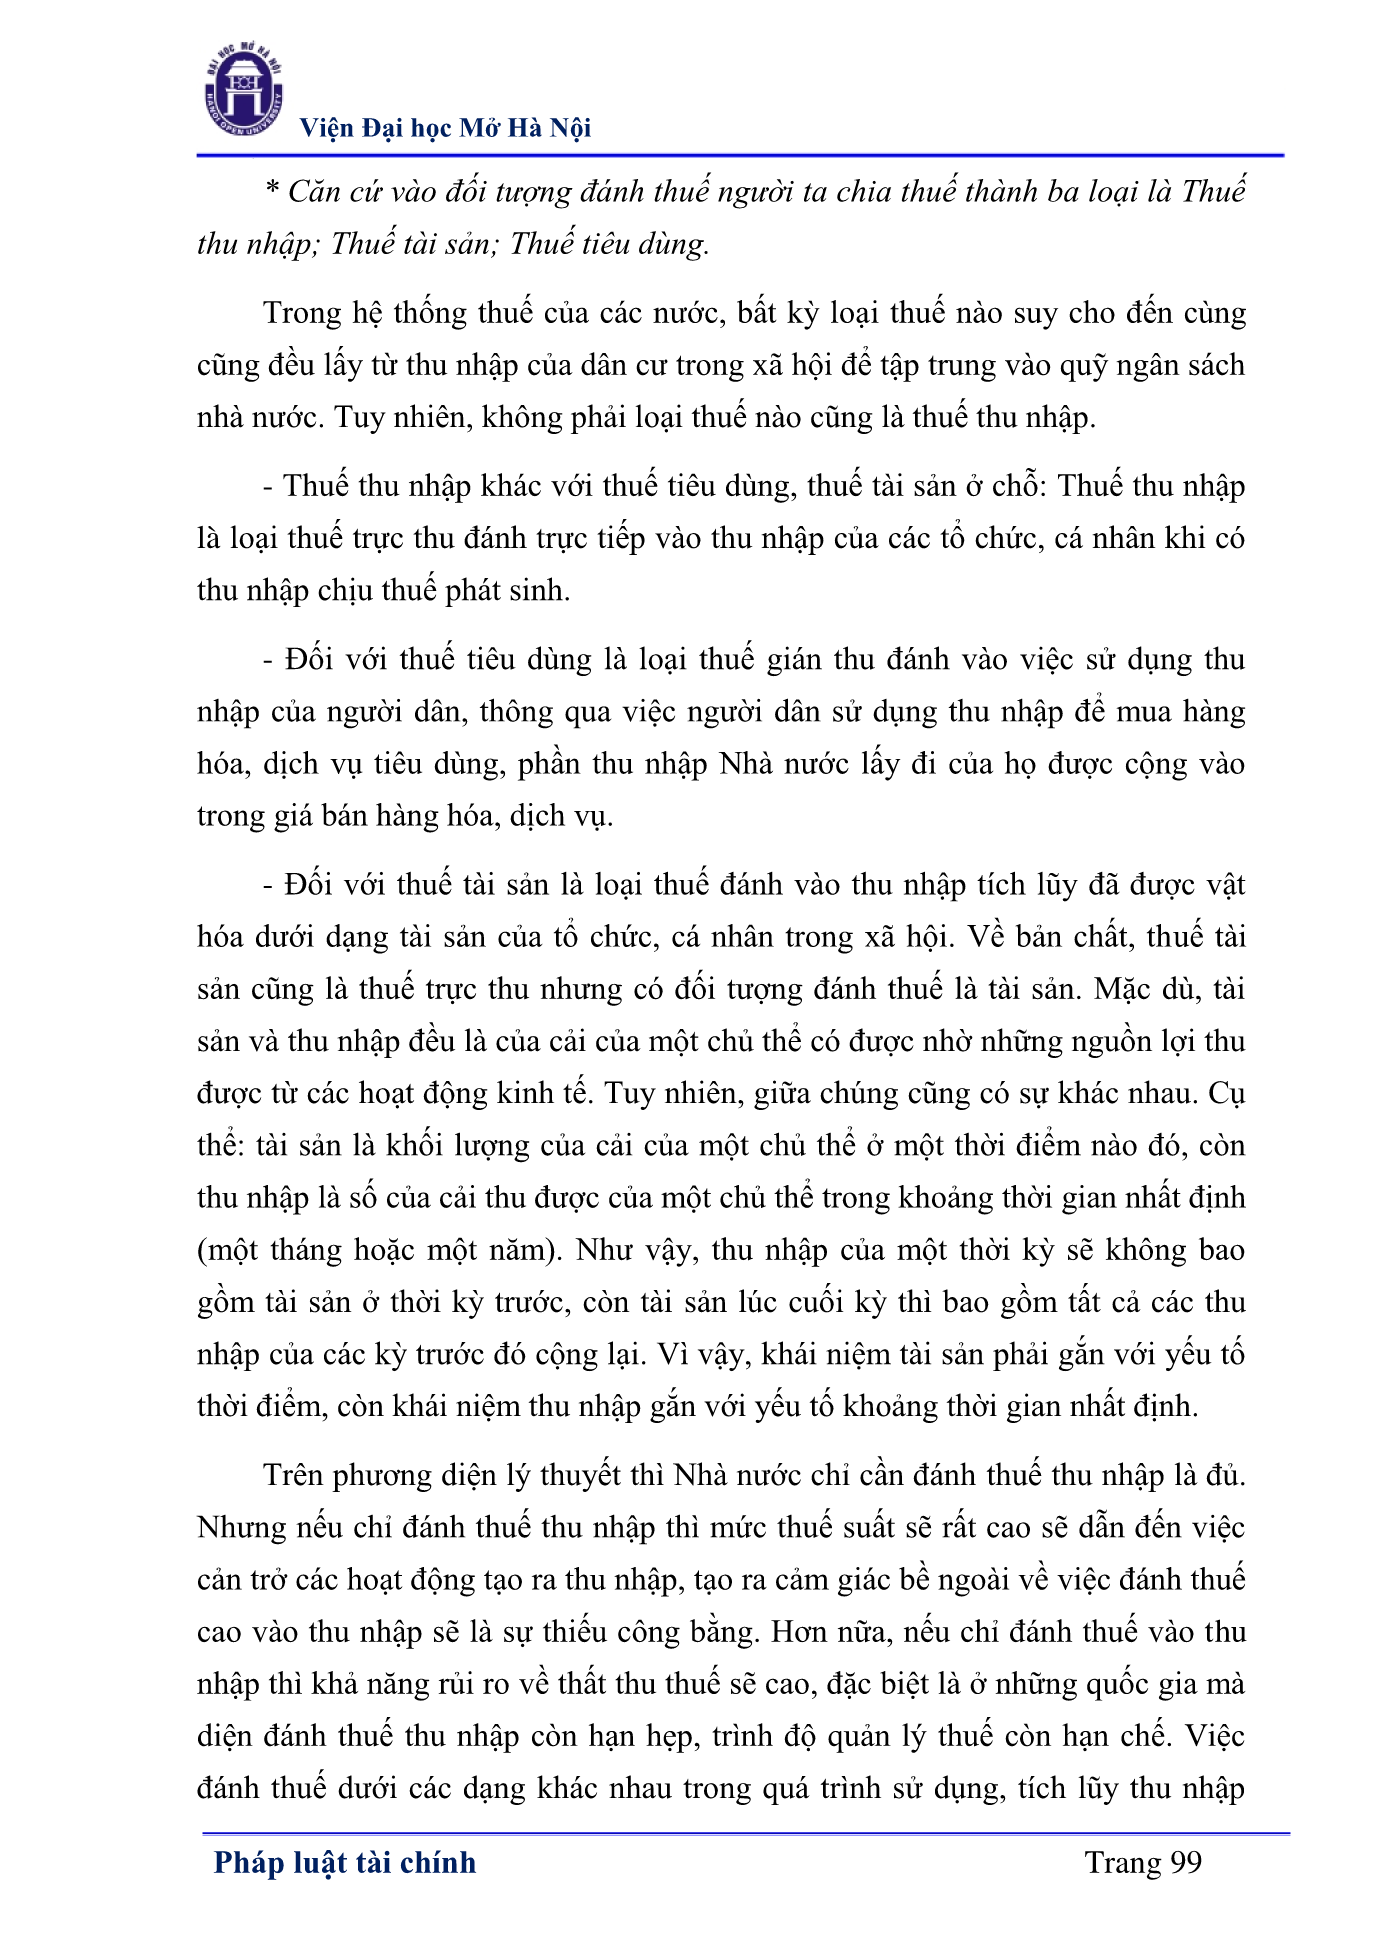 ĐẠI HỌC MỞ HÀ NỘI
HANOI OPEN UNIVERSITY
Viện Đại học Mở Hà Nội
* Căn cứ vào đối tượng đánh thuế người ta chia thuế thành ba loại là Thuế
thu nhập; Thuế tài sản; Thuế tiêu dùng.
Trong hệ thống thuế của các nước, bất kỳ loại thuế nào suy cho đến cùng
cũng đều lấy từ thu nhập của dân cư trong xã hội để tập trung vào quỹ ngân sách
nhà nước. Tuy nhiên, không phải loại thuế nào cũng là thuế thu nhập.
- Thuế thu nhập khác với thuế tiêu dùng, thuế tài sản ở chỗ: Thuế thu nhập
là loại thuế trực thu đánh trực tiếp vào thu nhập của các tổ chức, cá nhân khi có
thu nhập chịu thuế phát sinh.
- Đối với thuế tiêu dùng là loại thuế gián thu đánh vào việc sử dụng thu
nhập của người dân, thông qua việc người dân sử dụng thu nhập để mua hàng
hóa, dịch vụ tiêu dùng, phần thu nhập Nhà nước lấy đi của họ được cộng vào
trong giá bán hàng hóa, dịch vụ.
- Đối với thuế tài sản là loại thuế đánh vào thu nhập tích lũy đã được vật
hóa dưới dạng tài sản của tổ chức, cá nhân trong xã hội. Về bản chất, thuế tài
sản cũng là thuế trực thu nhưng có đối tượng đánh thuế là tài sản. Mặc dù, tài
sản và thu nhập đều là của cải của một chủ thể có được nhờ những nguồn lợi thu
được từ các hoạt động kinh tế. Tuy nhiên, giữa chúng cũng có sự khác nhau. Cụ
thể: tài sản là khối lượng của cải của một chủ thể ở một thời điểm nào đó, còn
thu nhập là số của cải thu được của một chủ thể trong khoảng thời gian nhất định
(một tháng hoặc một năm). Như vậy, thu nhập của một thời kỳ sẽ không bao
gồm tài sản ở thời kỳ trước, còn tài sản lúc cuối kỳ thì bao gồm tất cả các thu
nhập của các kỳ trước đó cộng lại. Vì vậy, khái niệm tài sản phải gắn với yếu tố
thời điểm, còn khái niệm thu nhập gắn với yếu tố khoảng thời gian nhất định.
Trên phương diện lý thuyết thì Nhà nước chỉ cần đánh thuế thu nhập là đủ.
Nhưng nếu chỉ đánh thuế thu nhập thì mức thuế suất sẽ rất cao sẽ dẫn đến việc
cản trở các hoạt động tạo ra thu nhập, tạo ra cảm giác bề ngoài về việc đánh thuế
cao vào thu nhập sẽ là sự thiếu công bằng. Hơn nữa, nếu chỉ đánh thuế vào thu
nhập thì khả năng rủi ro về thất thu thuế sẽ cao, đặc biệt là ở những quốc gia mà
diện đánh thuế thu nhập còn hạn hẹp, trình độ quản lý thuế còn hạn chế. Việc
đánh thuế dưới các dạng khác nhau trong quá trình sử dụng, tích lũy thu nhập
Pháp luật tài chính Trang 99